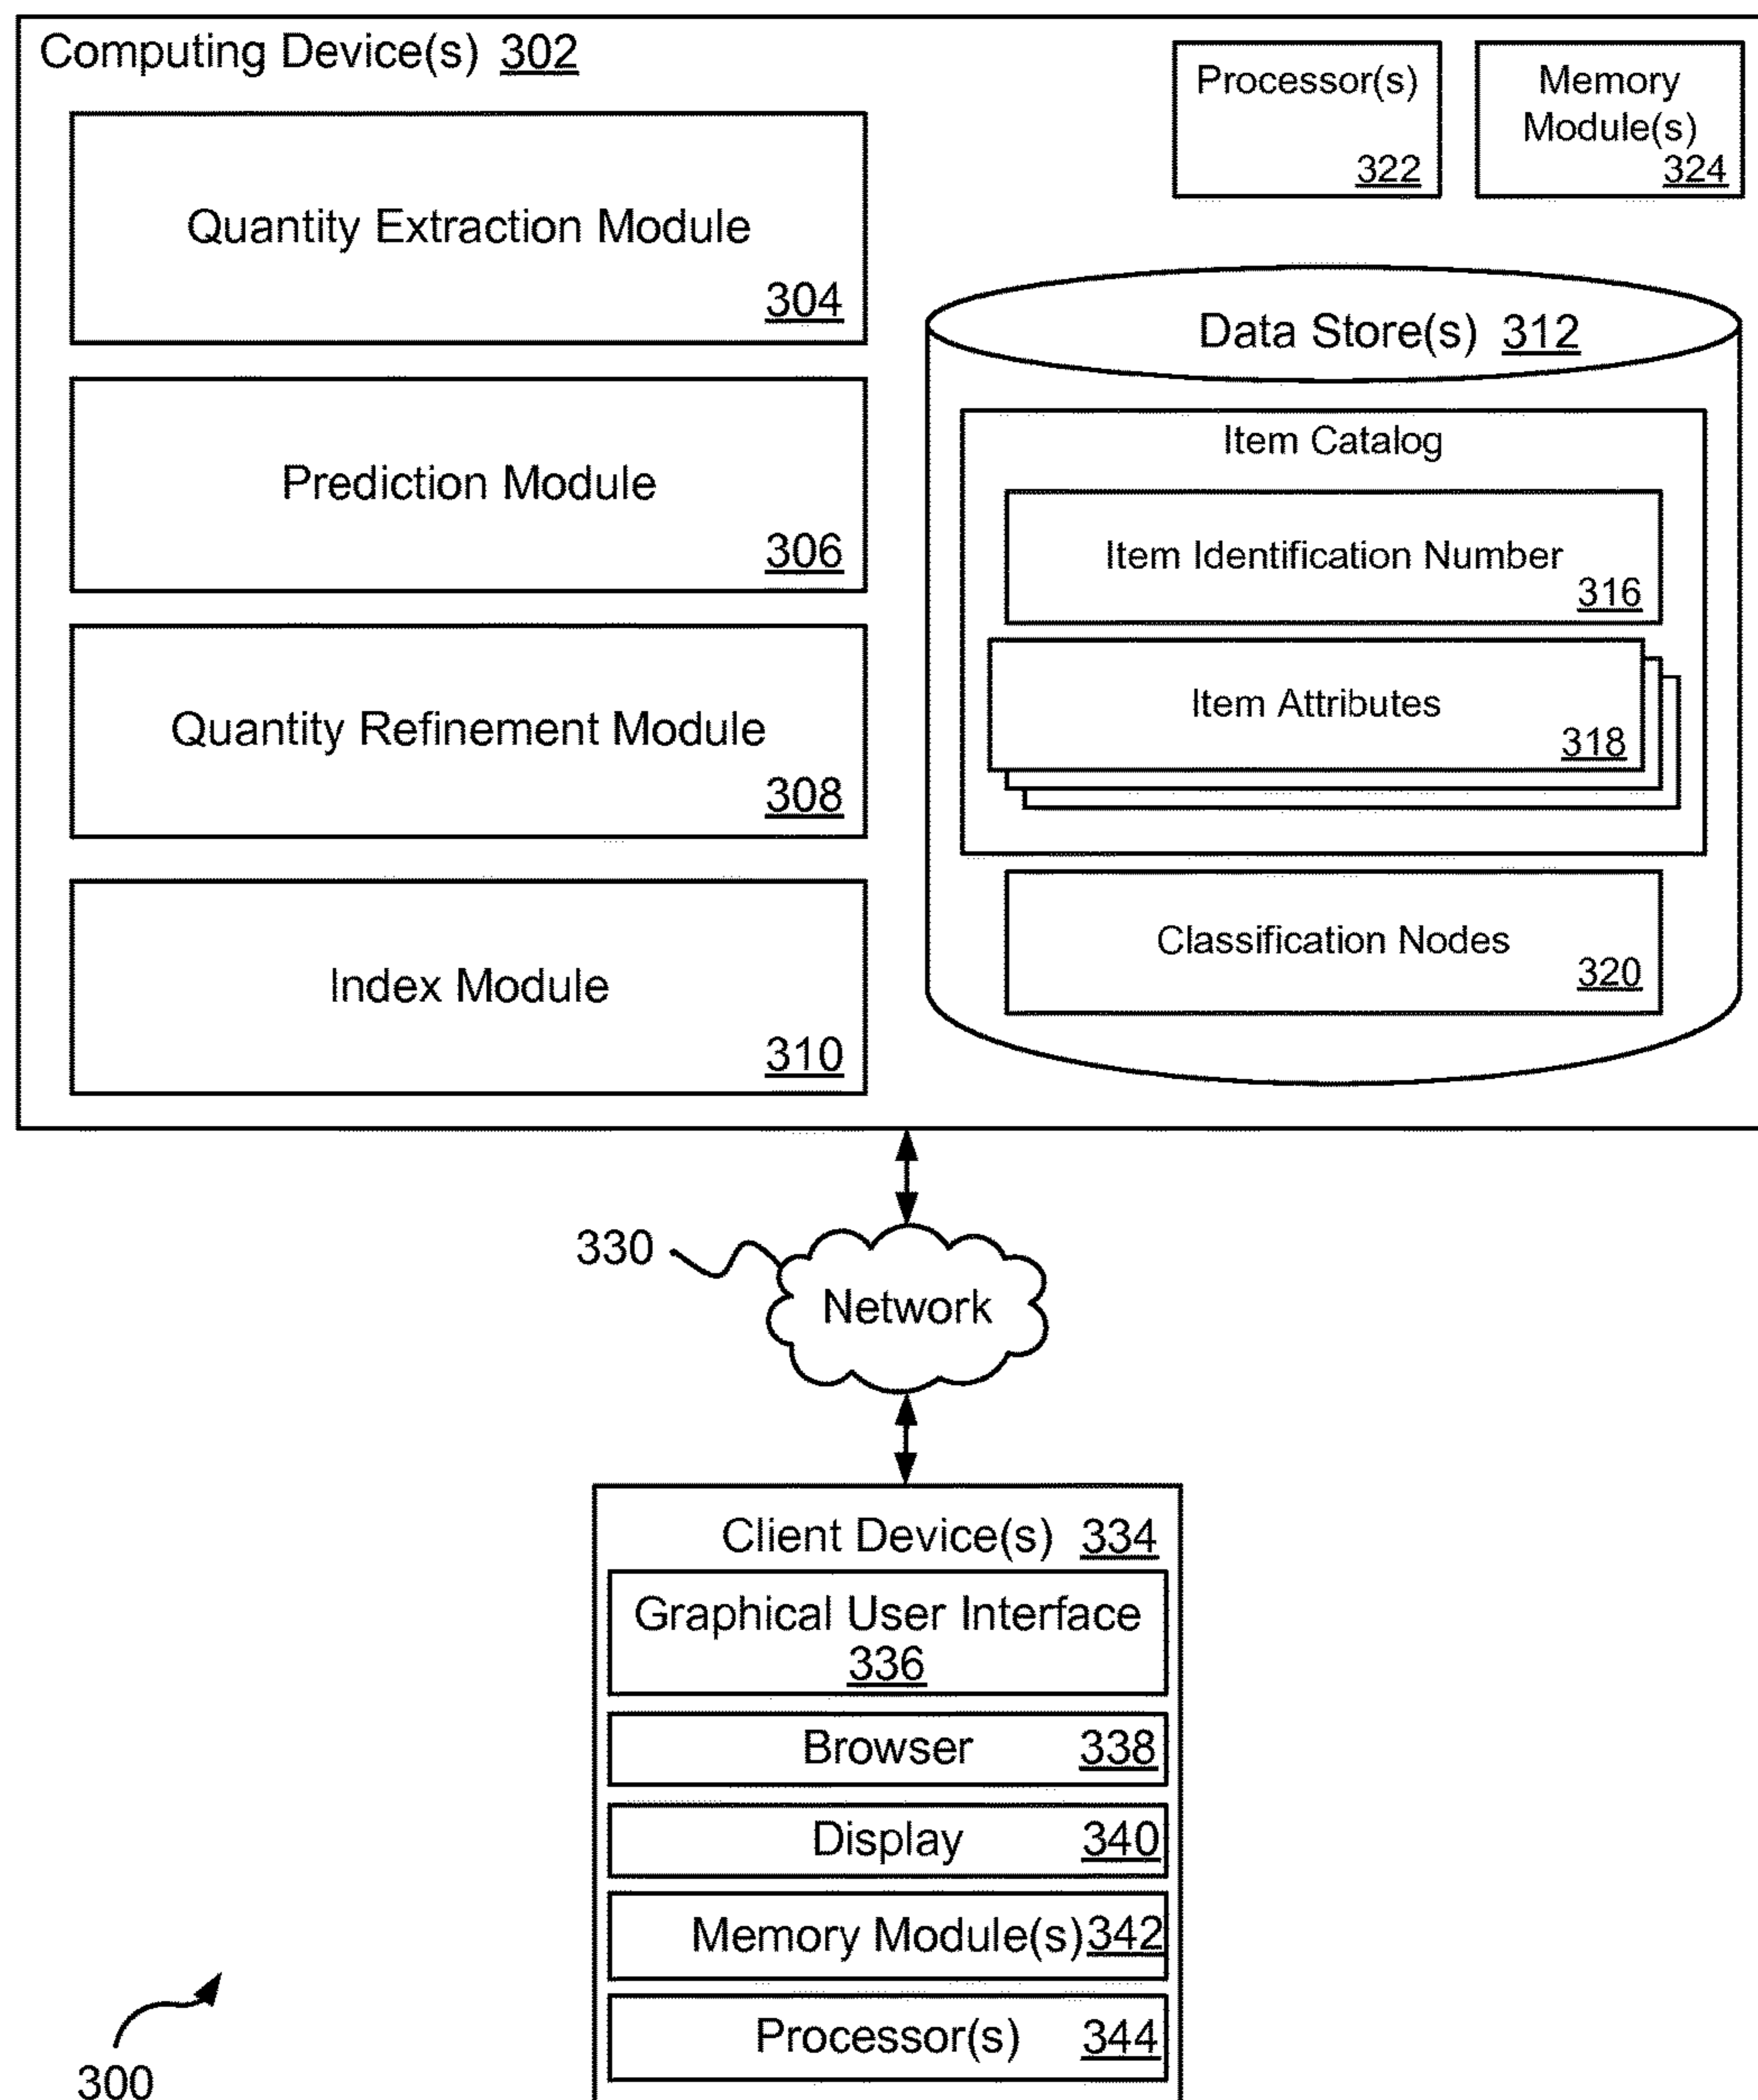 Computing Device(s) 302
Processor(s)
322
Memory
Module(s)
324
Quantity Extraction Module
304
Prediction Module
306
Quantity Refinement Module
308
Index Module
310
Data Store(s) 312
Item Catalog
Item Identification Number
316
Item Attributes
318
Classification Nodes
320
330
Network
Client Device(s) 334
Graphical User Interface
336
Browser 338
Display 340
Memory Module(s) 342
Processor(s) 344
300